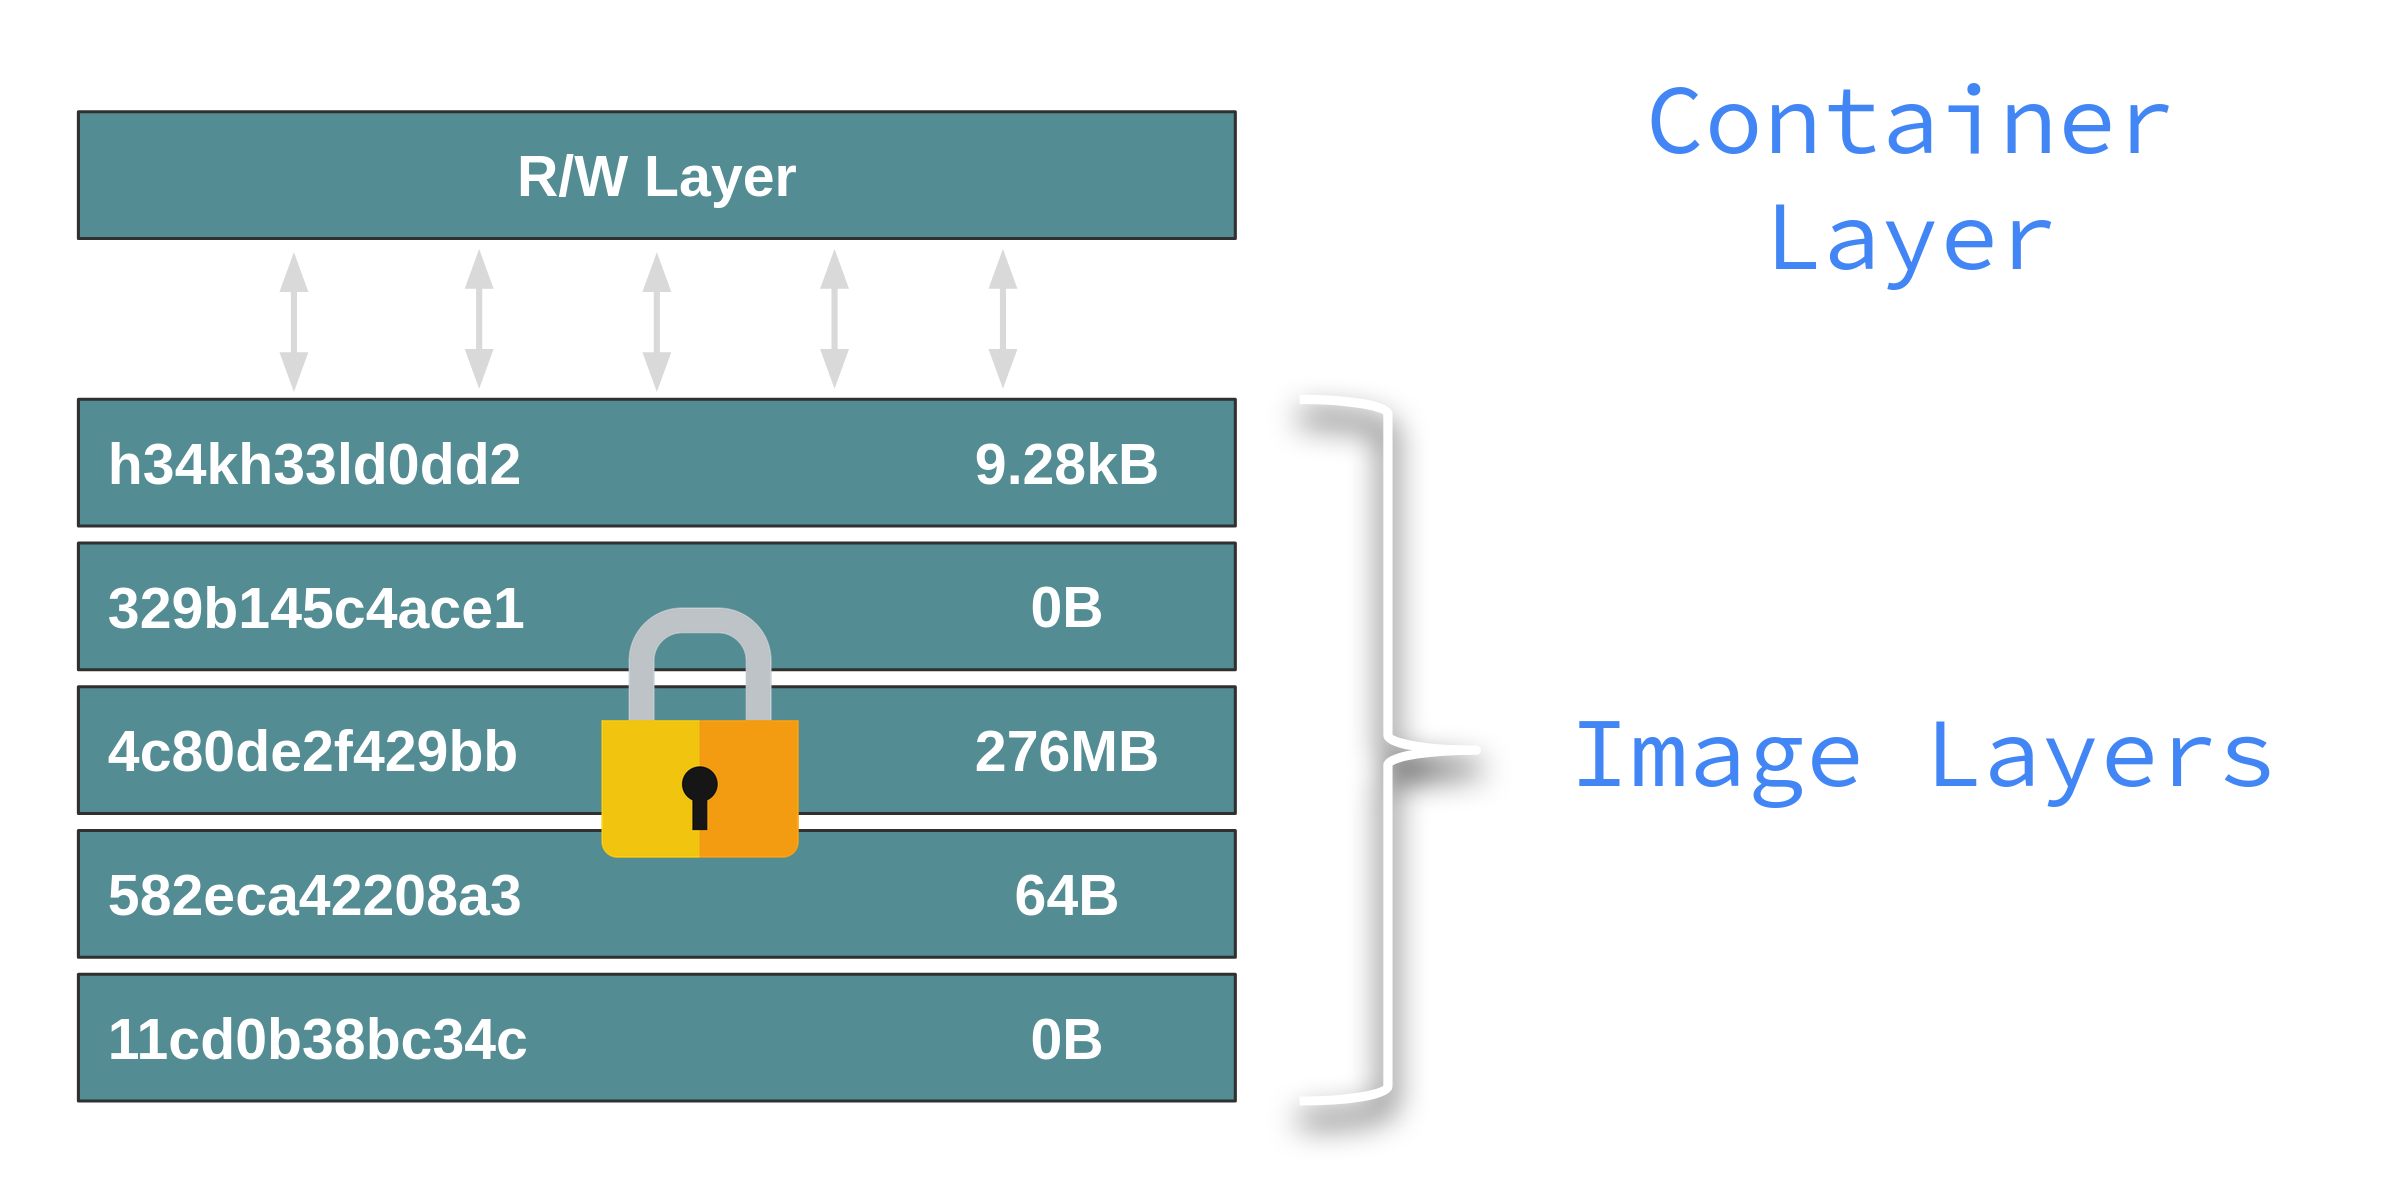 Container
Layer
R/W Layer
h34kh33ld0dd2 9.28kB
329b145c4ace1 0B
4c80de2f429bb 276MB
Image Layers
582eca42208a3 64B
11cd0b38bc34c 0B